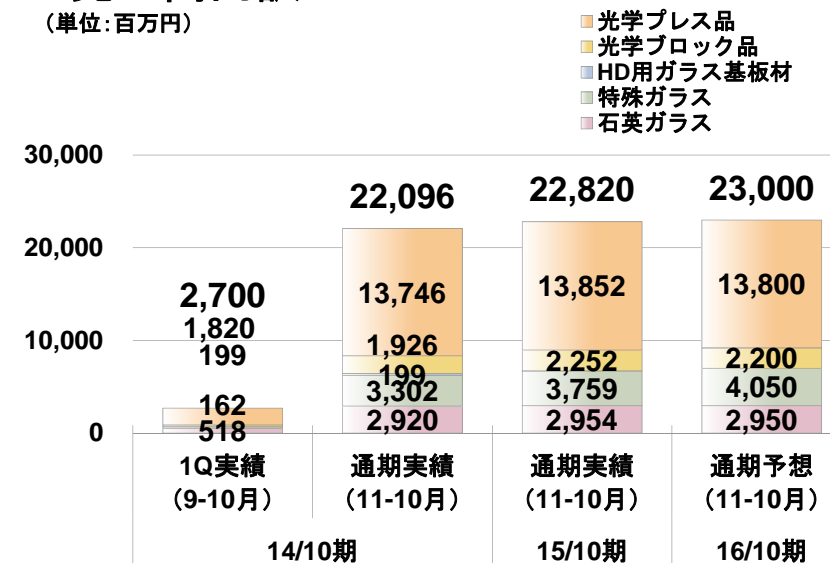 （単位：百万円）
光学プレス品
光学ブロック品
HD用ガラス基板材
特殊ガラス
石英ガラス
30,000
20,000
10,000
0
2,700
1,820
199
162
518
22,096
13,746
1,926
199
3,302
2,920
22,820
13,852
2,252
3,759
2,954
23,000
13,800
2,200
4,050
2,950
1Q実績
（9-10月）
通期実績
（11-10月）
通期実績
（11-10月）
通期予想
（11-10月）
14/10期
15/10期
16/10期